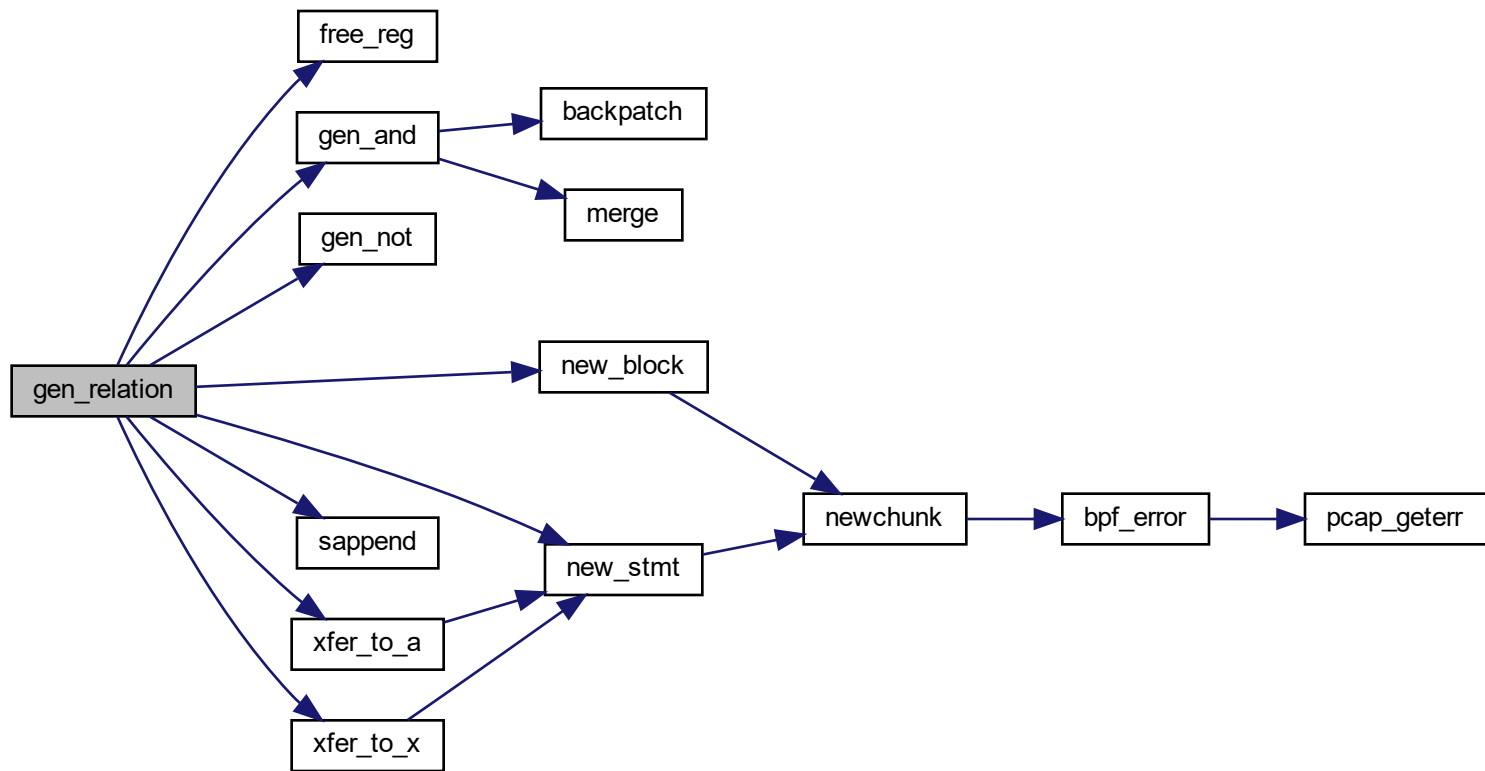 free_reg
backpatch
gen_and
merge
gen_not
new_block
gen_relation
newchunk
bpf_error
pcap_geterr
sappend
new_stmt
xfer_to_a
xfer_to_x